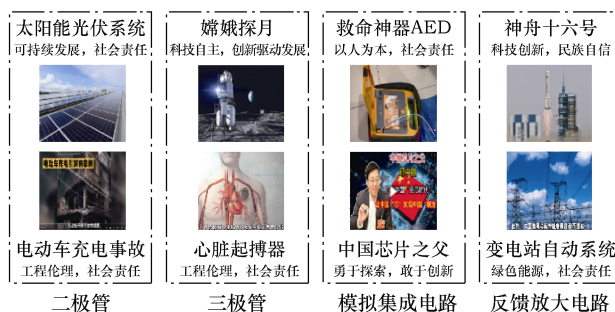 太阳能光伏系统
可持续发展，社会责任
电动车充电事故
工程伦理，社会责任
二极管
嫦娥探月
科技自主，创新驱动发展
心脏起搏器
工程伦理，社会责任
三极管
救命神器AED
以人为本，社会责任
中国芯片之父
中国芯片之父
勇于探索，敢于创新
模拟集成电路
神舟十六号
科技创新，民族自信
变电站自动系统
绿色能源，社会责任
反馈放大电路